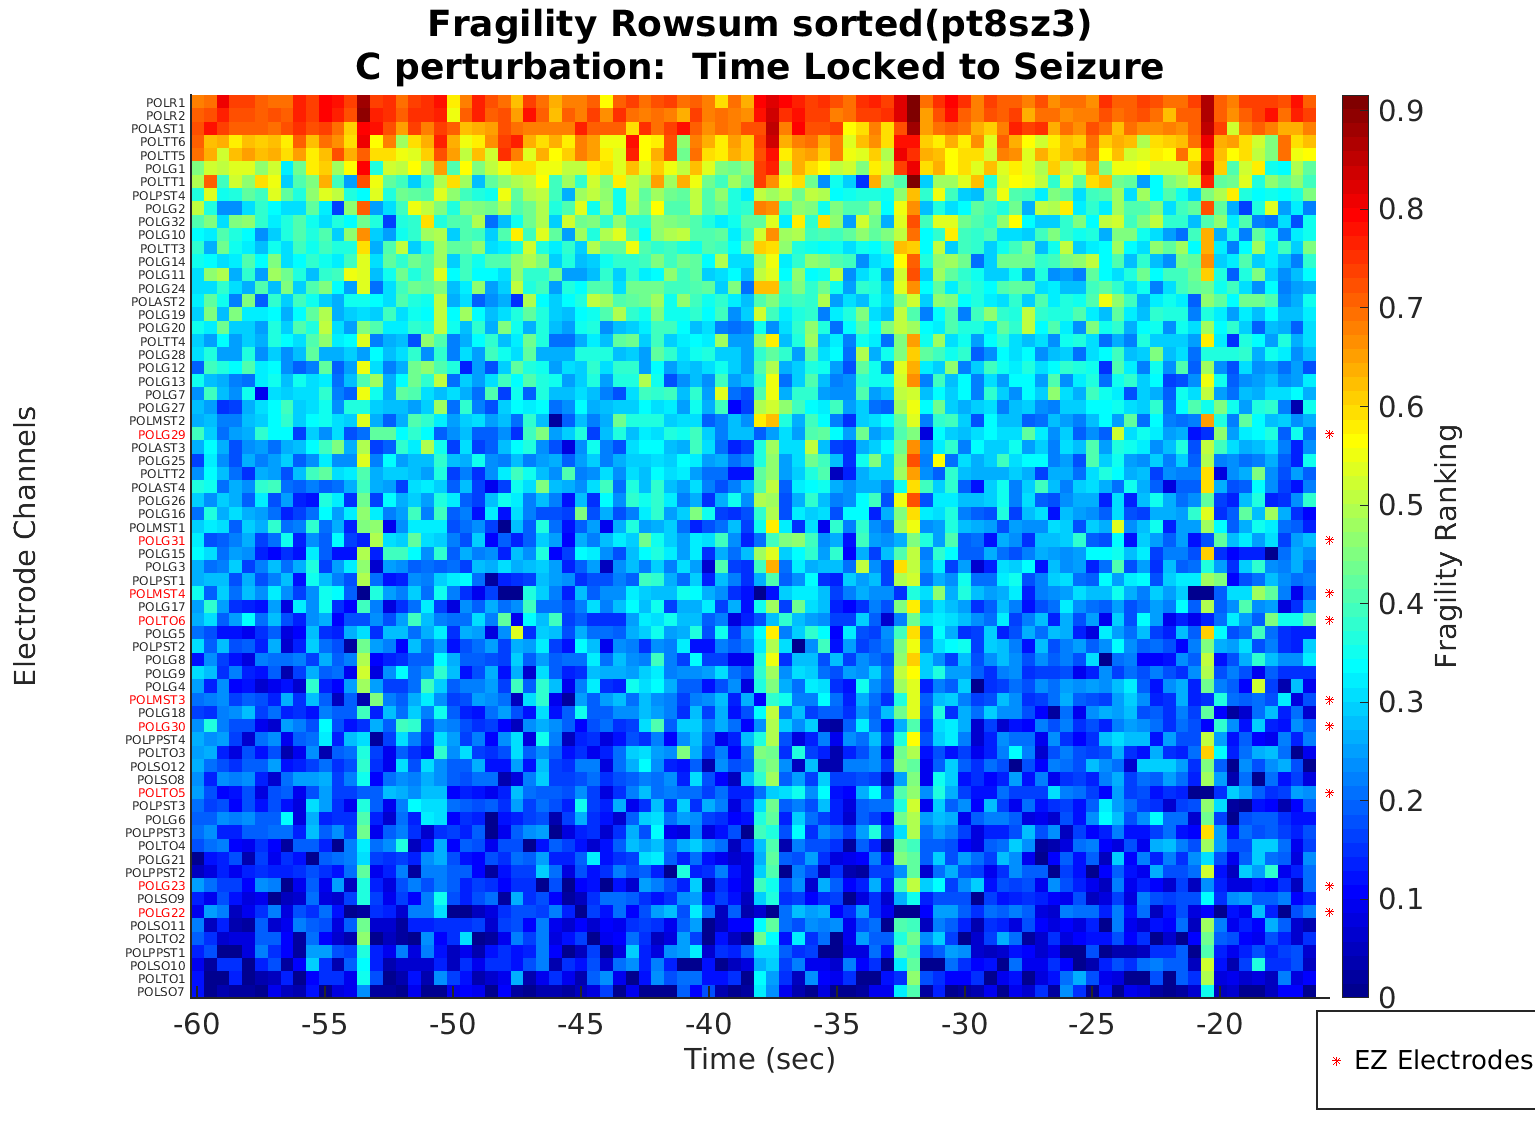 Fragility Rowsum sorted(pt8sz3)
C perturbation: Time Locked to Seizure
Electrode Channels
POLR1
POLR2
POLAST1
POLTT6
POLTT5
POLG1
POLTT1
POLPST4
POLG2
POLG32
POLG10
POLTT3
POLG14
POLG11
POLG24
POLAST2
POLG19
POLG20
POLTT4
POLG28
POLG12
POLG13
POLG7
POLG27
POLMST2
POLG29
POLAST3
POLG25
POLTT2
POLAST4
POLG26
POLG16
POLMST1
POLG31
POLG15
POLG3
POLPST1
POLMST4
POLG17
POLTO6
POLG5
POLPST2
POLG8
POLG9
POLG4
POLMST3
POLG18
POLG30
POLPPST4
POLTO3
POLSO12
POLSO8
POLTO5
POLPST3
POLG6
POLPPST3
POLTO4
POLG21
POLPPST2
POLG23
POLSO9
POLG22
POLSO11
POLTO2
POLPPST1
POLSO10
POLTO1
POLSO7
-60 -55 -50 -45 -40 -35 -30 -25 -20
Time (sec)
0.9
0.8
0.7
0.6
0.5
0.4
0.3
0.2
0.1
0
Fragility Ranking
* EZ Electrodes